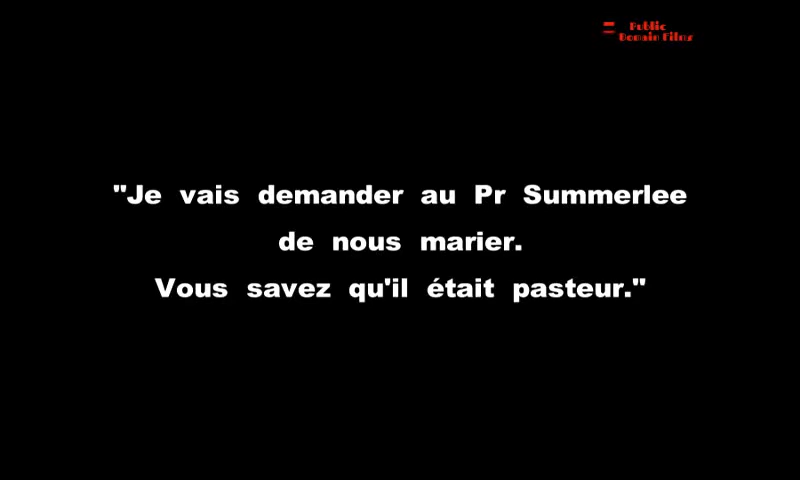 Public
Domain Films
"Je vais demander au Pr Summerlee
de nous marier.
Vous savez qu'il était pasteur."